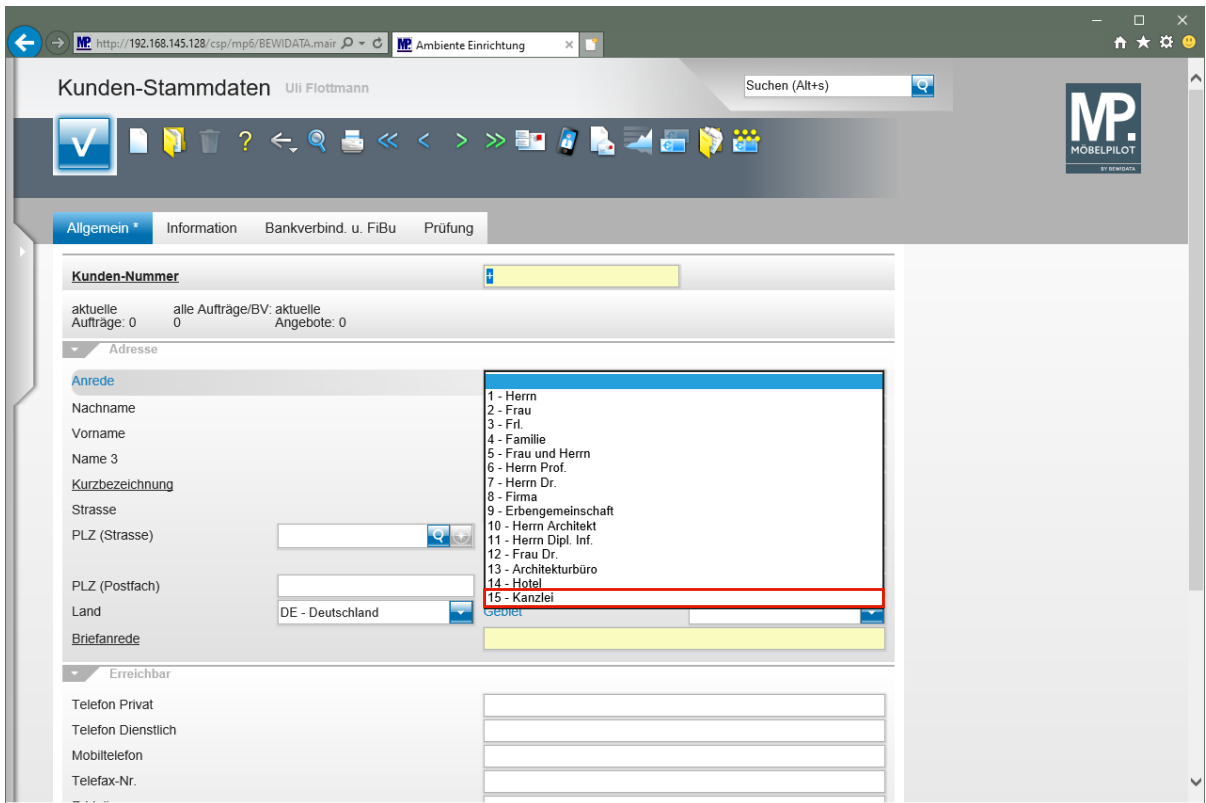 http://192.168.145.128/csp/mp6/BEWIDATA.mair
MP. Ambiente Einrichtung
Kunden-Stammdaten Uli Flottmann
Suchen (Alt+s)
MP.
MÖBELPILOT
BY BEWIDATA
Allgemein * Information Bankverbind. u. FiBu Prüfung
Kunden-Nummer +
aktuelle alle Aufträge/BV: aktuelle
Aufträge: 0 0 Angebote: 0
Adresse
Anrede
1 - Herrn
2 - Frau
3 - Frl.
4 - Familie
5 - Frau und Herrn
6 - Herrn Prof.
7 - Herrn Dr.
8 - Firma
9 - Erbengemeinschaft
10 - Herrn Architekt
11 - Herrn Dipl. Inf.
12 - Frau Dr.
13 - Architekturbüro
14 - Hotel
15 - Kanzlei
Nachname
Vorname
Name 3
Kurzbezeichnung
Strasse
PLZ (Strasse)
PLZ (Postfach)
Land DE - Deutschland Gebiet
Briefanrede
Erreichbar
Telefon Privat
Telefon Dienstlich
Mobiltelefon
Telefax-Nr.